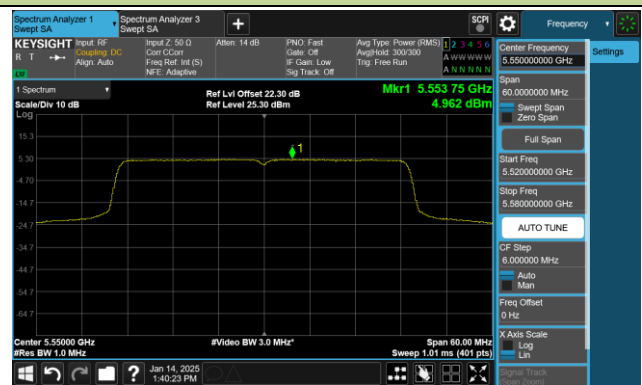 Spectrum Analyzer 1
Swept SA
Spectrum Analyzer 3
Swept SA
+
SCPI
Frequency
KEYSIGHT
R T
LW
Input: RF
Coupling: DC
Align: Auto
Input Z: 50 Ω
Corr CCorr
Freq Ref: Int (S)
NFE: Adaptive
Atten: 14 dB
PNO: Fast
Gate: Off
IF Gain: Low
Sig Track: Off
Avg Type: Power (RMS)
Avg|Hold: 300/300
Trig: Free Run
1 2 3 4 5 6
A W W W W W
A N N N N N
Center Frequency
5.550000000 GHz
Settings
Span
60.0000000 MHz
Swept Span
Zero Span
Full Span
Start Freq
5.520000000 GHz
Stop Freq
5.580000000 GHz
AUTO TUNE
CF Step
6.000000 MHz
Auto
Man
Freq Offset
0 Hz
X Axis Scale
Log
Lin
Signal Track
(Span Zoom)
1 Spectrum
Scale/Div 10 dB
Log
Ref Lvl Offset 22.30 dB
Ref Level 25.30 dBm
Mkr1 5.553 75 GHz
4.962 dBm
1
15.3
5.30
-4.70
-14.7
-24.7
-34.7
-44.7
-54.7
-64.7
Center 5.55000 GHz
#Res BW 1.0 MHz
#Video BW 3.0 MHz*
Span 60.00 MHz
Sweep 1.01 ms (401 pts)
?
Jan 14, 2025
1:40:23 PM